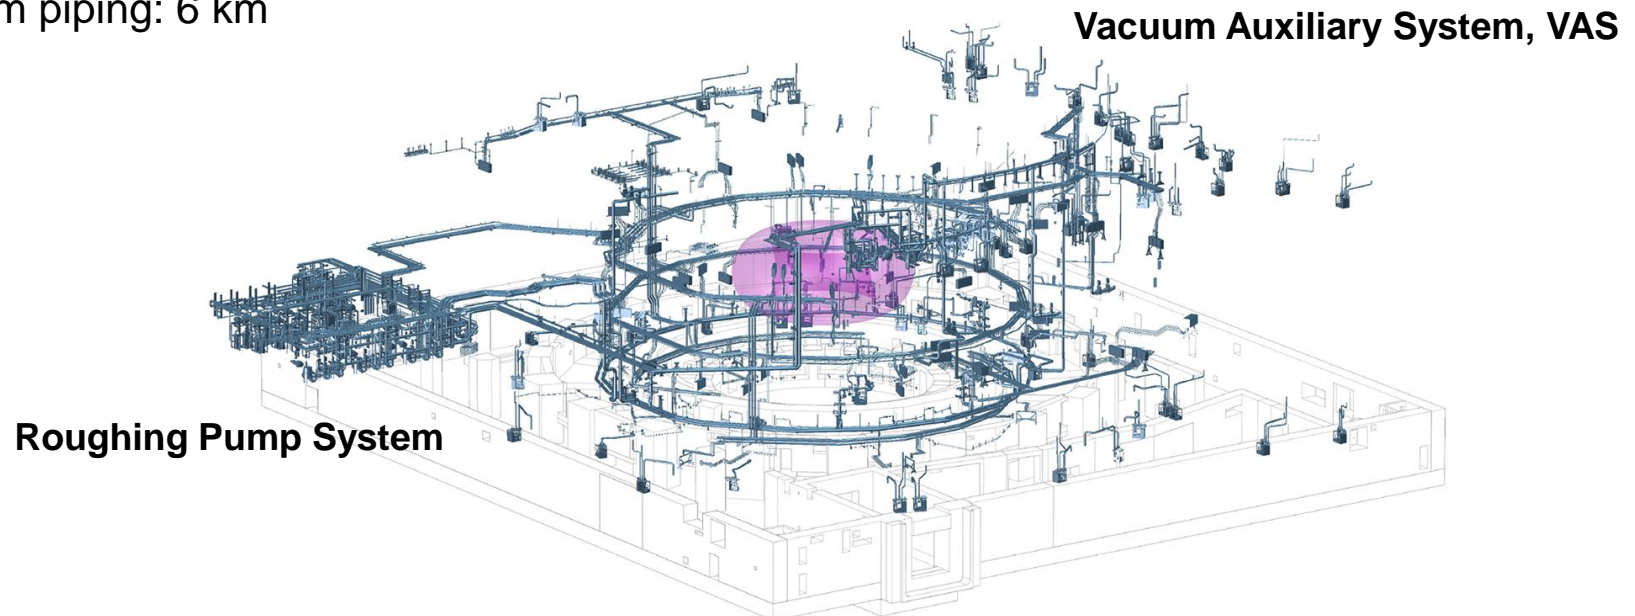 m piping: 6 km
Vacuum Auxiliary System, VAS
Roughing Pump System